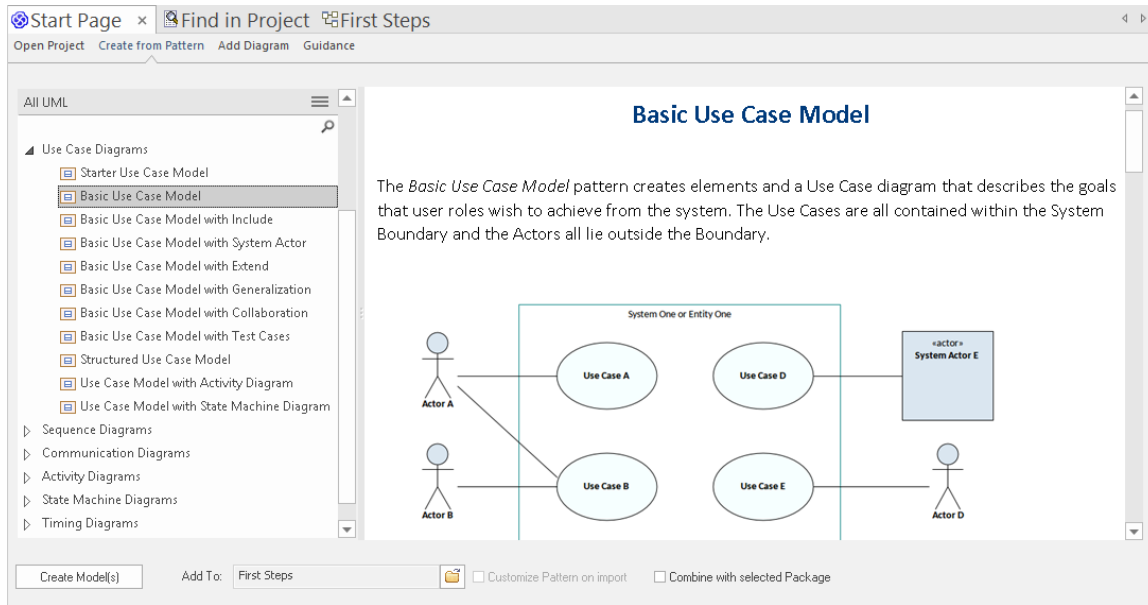 Start Page × Find in Project First Steps
Open Project Create from Pattern Add Diagram Guidance
All UML
Use Case Diagrams
Starter Use Case Model
Basic Use Case Model
Basic Use Case Model with Include
Basic Use Case Model with System Actor
Basic Use Case Model with Extend
Basic Use Case Model with Generalization
Basic Use Case Model with Collaboration
Basic Use Case Model with Test Cases
Structured Use Case Model
Use Case Model with Activity Diagram
Use Case Model with State Machine Diagram
Sequence Diagrams
Communication Diagrams
Activity Diagrams
State Machine Diagrams
Timing Diagrams
Basic Use Case Model
The Basic Use Case Model pattern creates elements and a Use Case diagram that describes the goals
that user roles wish to achieve from the system. The Use Cases are all contained within the System
Boundary and the Actors all lie outside the Boundary.
System One or Entity One
Actor A
Use Case A
Use Case D
«actor»
System Actor E
Actor B
Use Case B
Use Case E
Actor D
Create Model(s) Add To: First Steps Customize Pattern on import Combine with selected Package